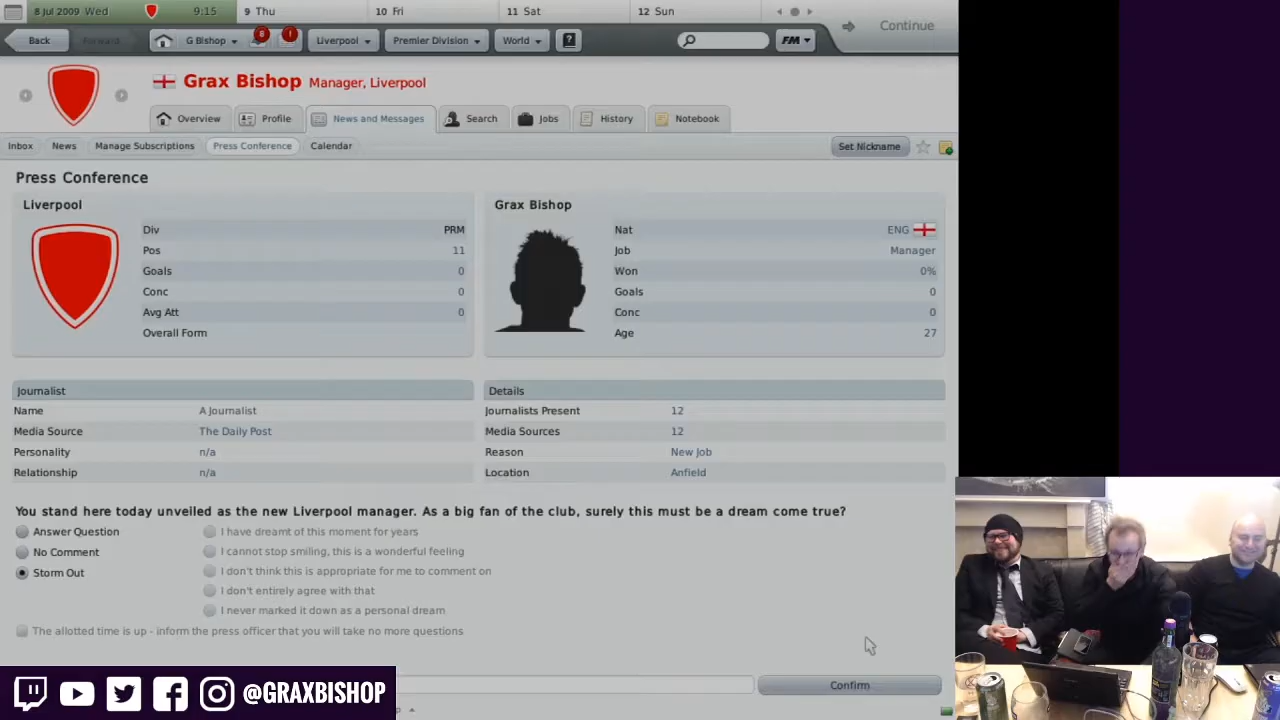 8 Jul 2009 Wed 9:15 9 Thu 10 Fri 11 Sat 12 Sun
Continue
Back Forward G Bishop 6 ! Liverpool Premier Division World ? FM
Grax Bishop Manager, Liverpool
Overview Profile News and Messages Search Jobs History Notebook
Inbox News Manage Subscriptions Press Conference Calendar Set Nickname
Press Conference
Liverpool
Div PRM
Pos 11
Goals 0
Conc 0
Avg Att 0
Overall Form
Grax Bishop
Nat ENG
Job Manager
Won 0%
Goals 0
Conc 0
Age 27
Journalist
Name A Journalist
Media Source The Daily Post
Personality n/a
Relationship n/a
Details
Journalists Present 12
Media Sources 12
Reason New Job
Location Anfield
You stand here today unveiled as the new Liverpool manager. As a big fan of the club, surely this must be a dream come true?
Answer Question
No Comment
Storm Out
I have dreamt of this moment for years
I cannot stop smiling, this is a wonderful feeling
I don't think this is appropriate for me to comment on
I don't entirely agree with that
I never marked it down as a personal dream
The allotted time is up - inform the press officer that you will take no more questions
Confirm
@GRAXBISHOP